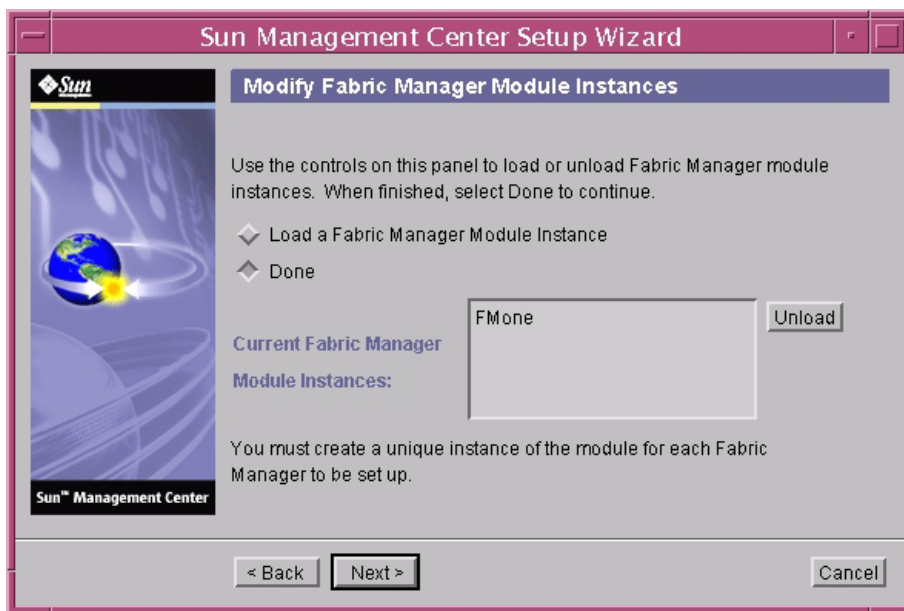 Sun Management Center Setup Wizard
Sun
Modify Fabric Manager Module Instances
Use the controls on this panel to load or unload Fabric Manager module
instances. When finished, select Done to continue.
Load a Fabric Manager Module Instance
Done
FMone
Unload
Current Fabric Manager
Module Instances:
You must create a unique instance of the module for each Fabric
Manager to be set up.
Sun™ Management Center
< Back
Next >
Cancel